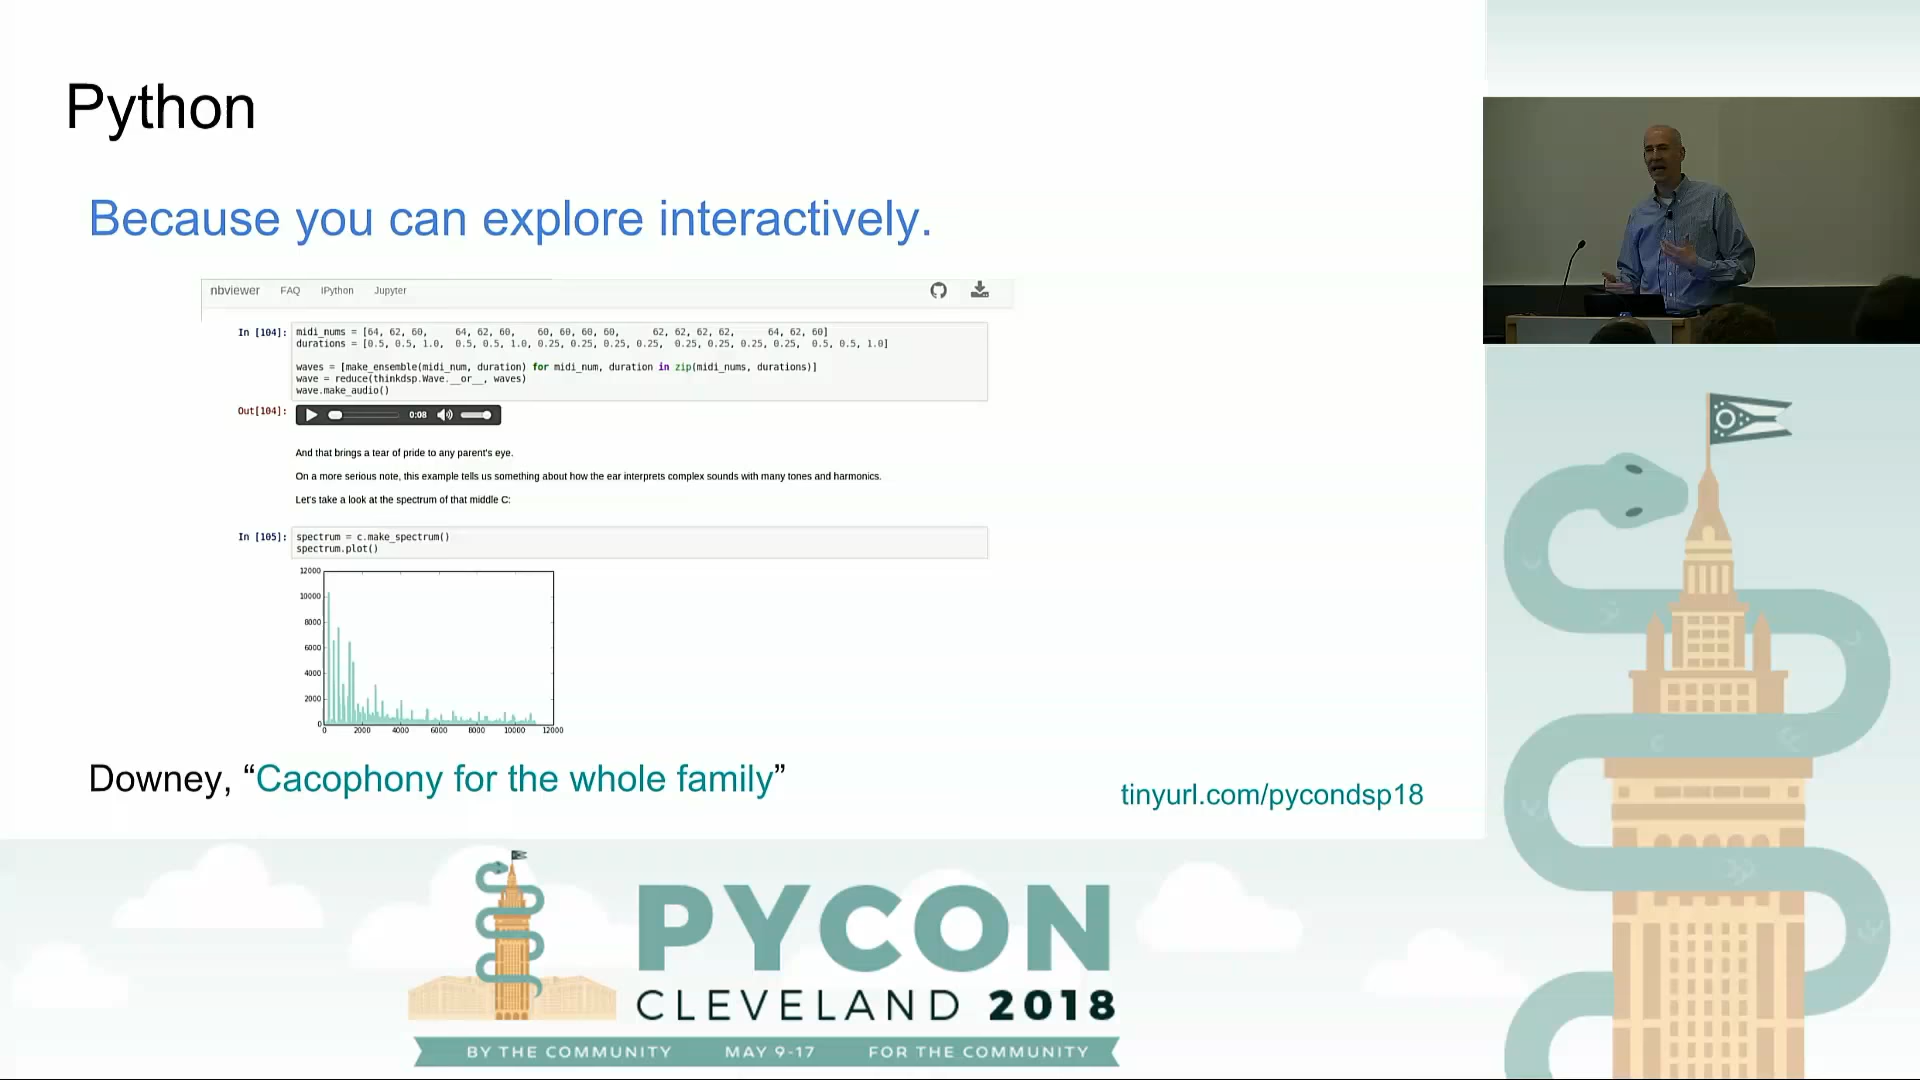 Python
Because you can explore interactively.
nbviewer FAQ IPython Jupyter
In [104]: midi_nums = [64, 62, 60, 64, 62, 60, 60, 60, 60, 60, 62, 62, 62, 62, 64, 62, 60]
durations = [0.5, 0.5, 1.0, 0.5, 0.5, 1.0, 0.25, 0.25, 0.25, 0.25, 0.25, 0.25, 0.25, 0.25, 0.5, 0.5, 1.0]
waves = [make_ensemble(midi_num, duration) for midi_num, duration in zip(midi_nums, durations)]
wave = reduce(thinkdsp.Wave.__or__, waves)
wave.make_audio()
Out[104]: 0:08
And that brings a tear of pride to any parent's eye.
On a more serious note, this example tells us something about how the ear interprets complex sounds with many tones and harmonics.
Let's take a look at the spectrum of that middle C:
In [105]: spectrum = c.make_spectrum()
spectrum.plot()
12000
10000
8000
6000
4000
2000
0
0 2000 4000 6000 8000 10000 12000
Downey, “Cacophony for the whole family”
tinyurl.com/pycondsp18
PYCON
CLEVELAND 2018
BY THE COMMUNITY MAY 9-17 FOR THE COMMUNITY